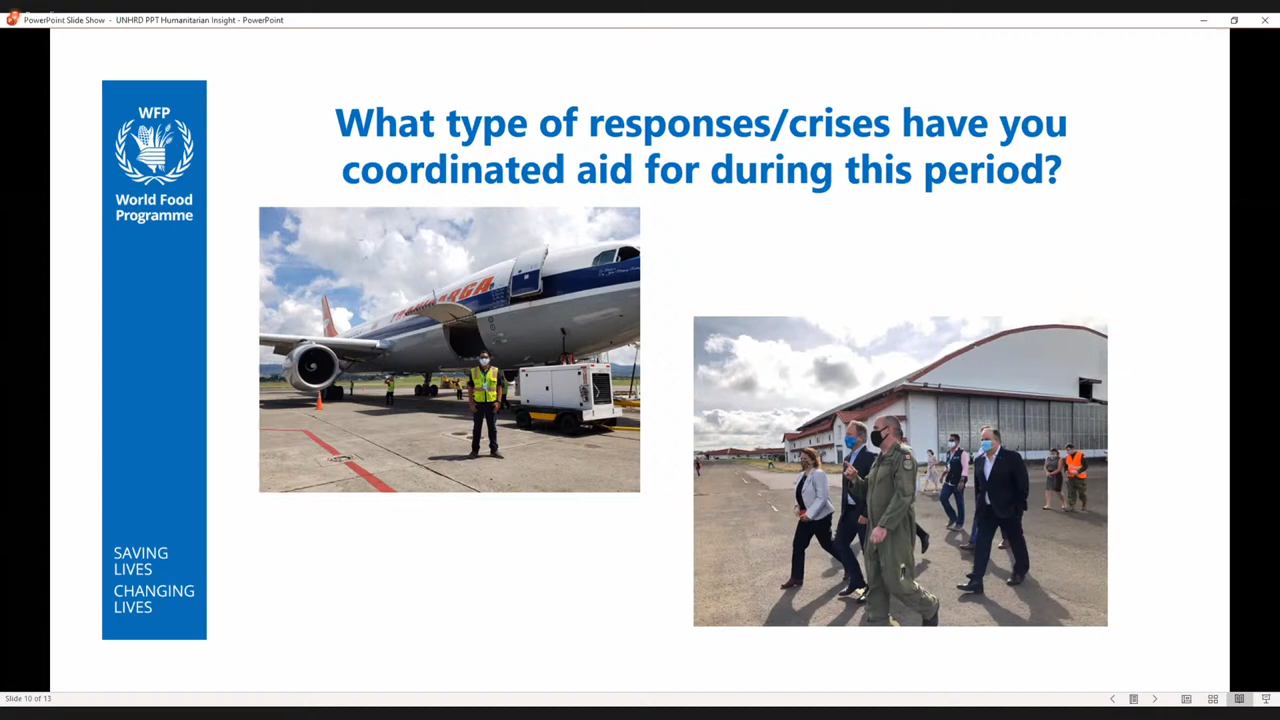 PowerPoint Slide Show - UNHRD PPT Humanitarian Insight - PowerPoint
WFP
World Food
Programme
What type of responses/crises have you
coordinated aid for during this period?
SAVING
LIVES
CHANGING
LIVES
Slide 10 of 13